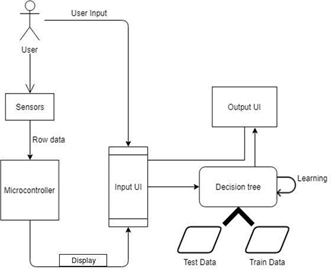 User Input
User
Sensors
Output UI
Row data
Learning
Microcontroller
Input UI
Decision tree
Display
Test Data
Train Data